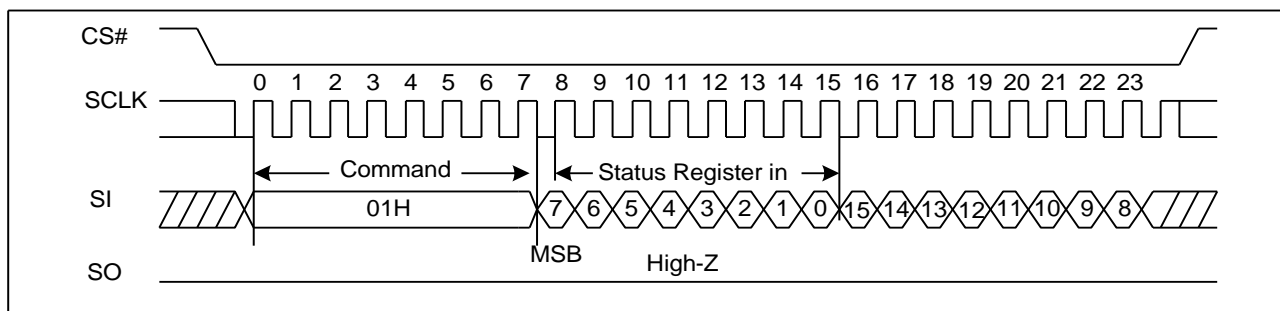 CS#
0 1 2 3 4 5 6 7 8 9 10 11 12 13 14 15 16 17 18 19 20 21 22 23
SCLK
Command Status Register in
SI 01H 7 6 5 4 3 2 1 0 15 14 13 12 11 10 9 8
MSB
SO High-Z